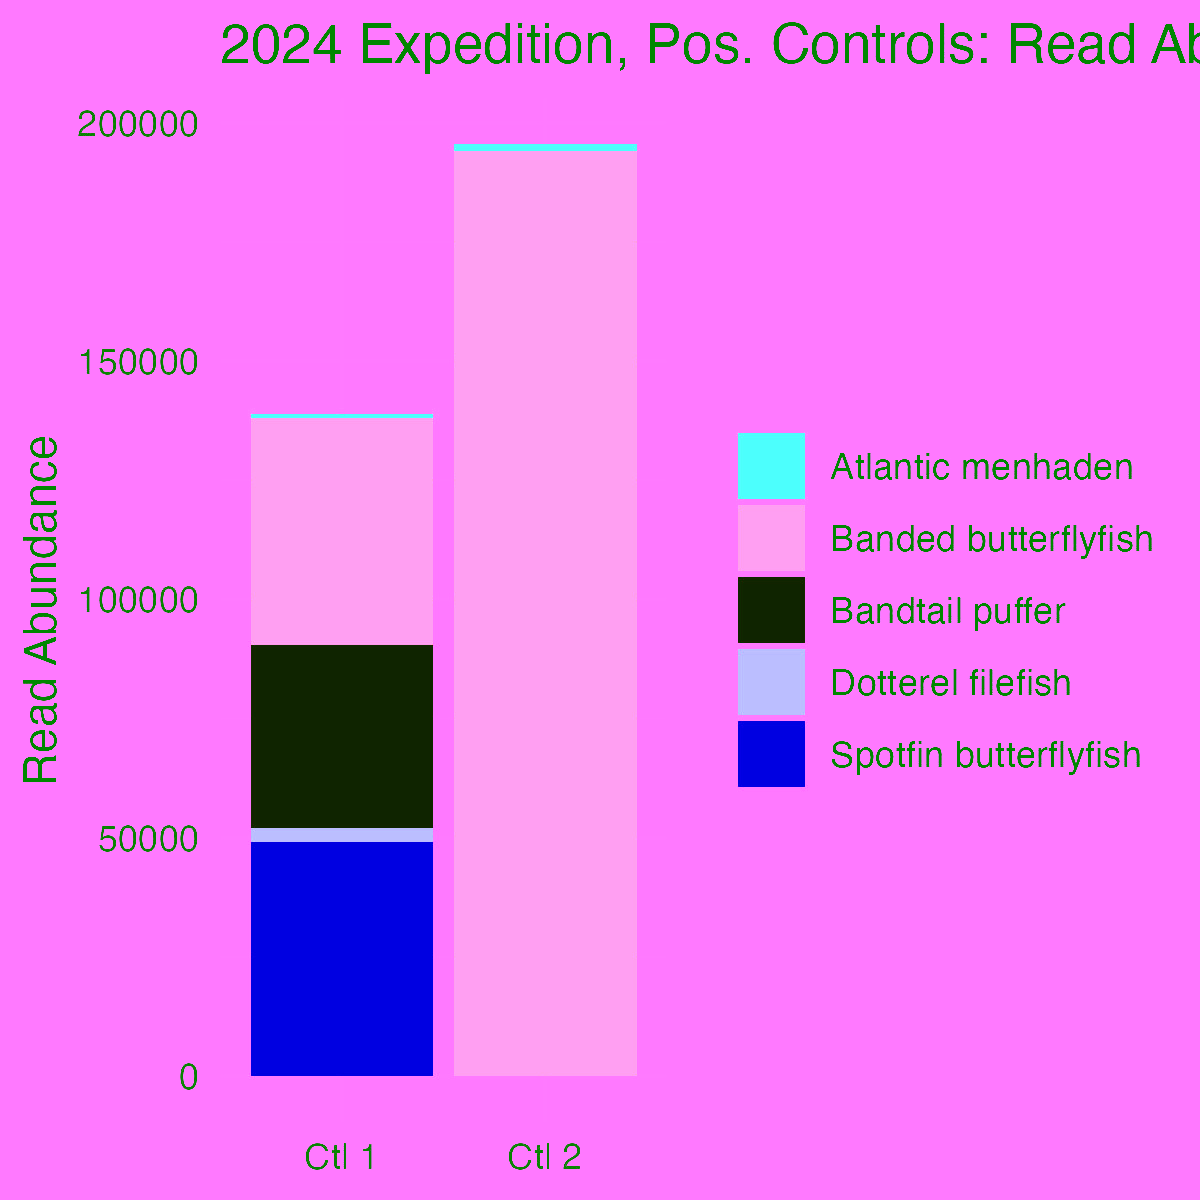 2024 Expedition, Pos. Controls: Read Ab
200000
150000
100000
50000
0
Read Abundance
Ctl 1
Ctl 2
Atlantic menhaden
Banded butterflyfish
Bandtail puffer
Dotterel filefish
Spotfin butterflyfish